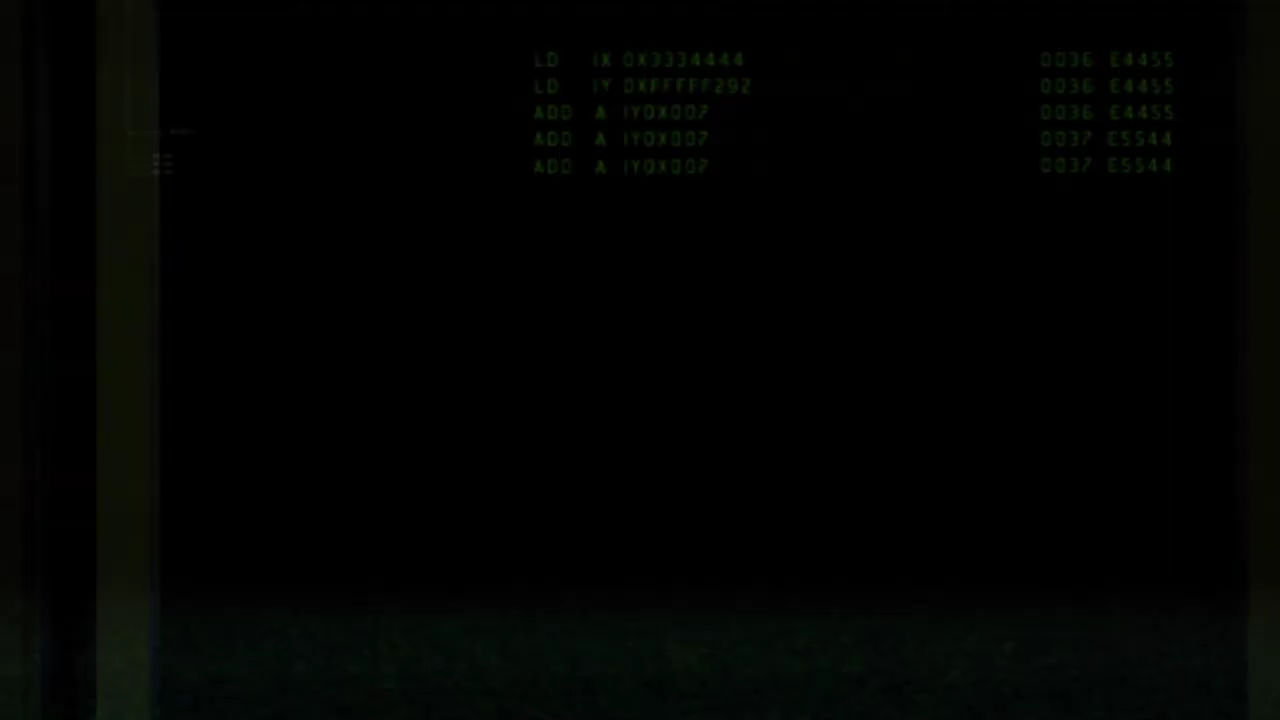 LD IX 0X3334444 0036 E4455
LD IY 0XFFFFF292 0036 E4455
ADD A IY0X007 0036 E4455
ADD A IY0X007 0037 E5544
ADD A IY0X007 0037 E5544